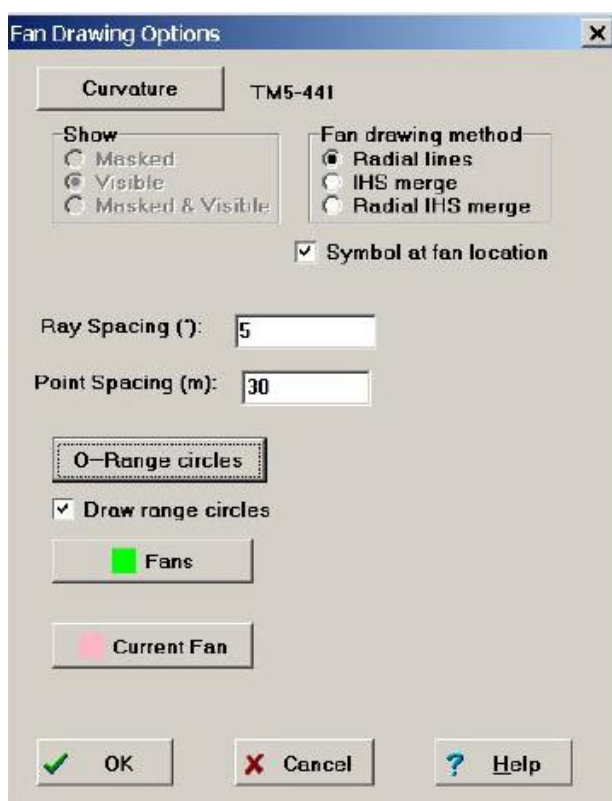 Fan Drawing Options
Curvature TM5-441
Show
Masked
Visible
Masked & Visible
Fan drawing method
Radial lines
IHS merge
Radial IHS merge
Symbol at fan location
Ray Spacing (°): 5
Point Spacing (m): 30
0-Range circles
Draw range circles
Fans
Current Fan
OK Cancel Help